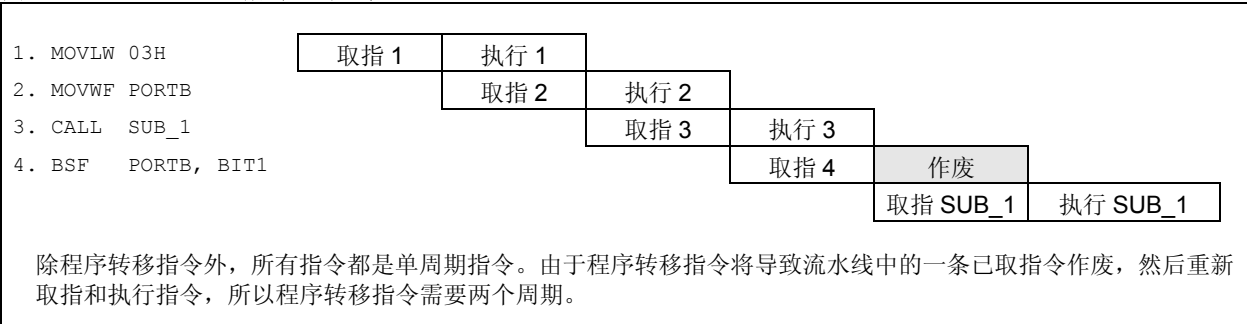 1. MOVLW 03H 取指 1 执行 1
2. MOVWF PORTB 取指 2 执行 2
3. CALL SUB_1 取指 3 执行 3
4. BSF PORTB, BIT1 取指 4 作废
取指 SUB_1 执行 SUB_1
除程序转移指令外，所有指令都是单周期指令。由于程序转移指令将导致流水线中的一条已取指令作废，然后重新
取指和执行指令，所以程序转移指令需要两个周期。